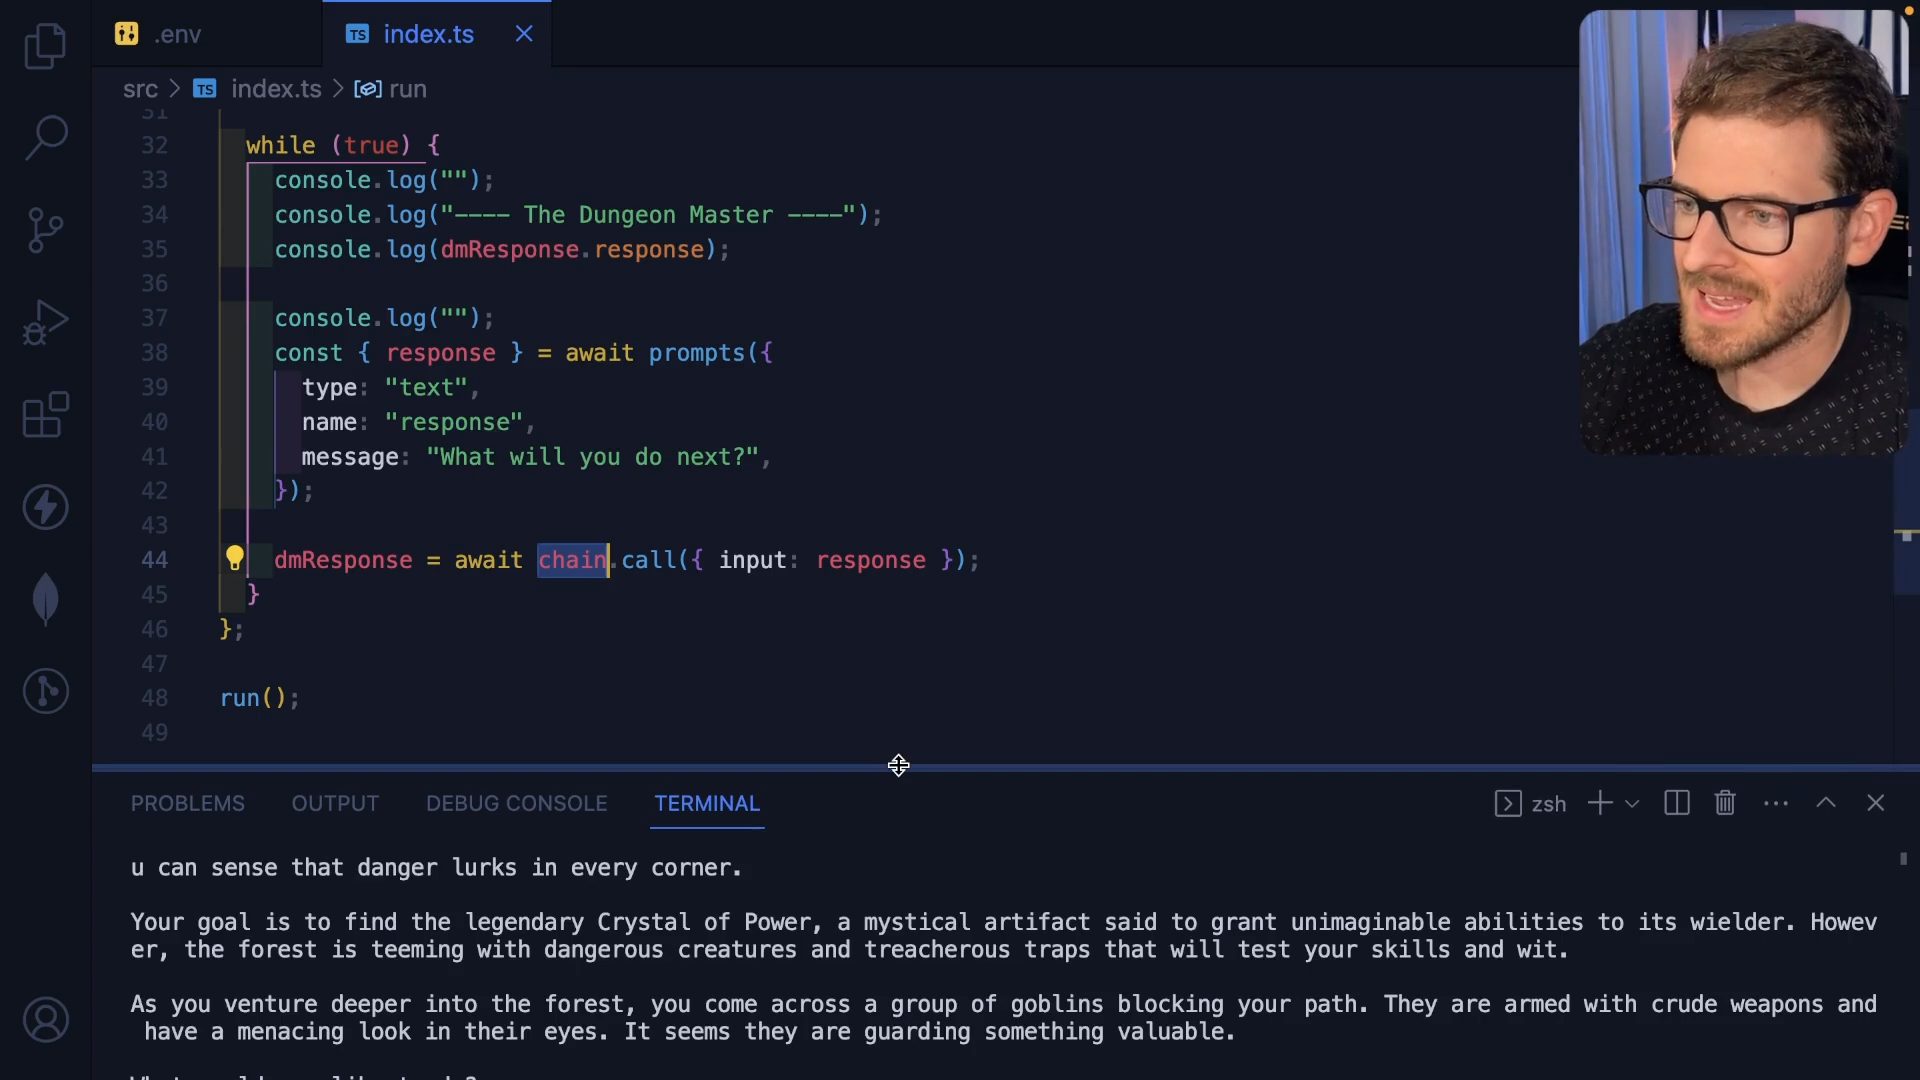 .env
TS index.ts
src > TS index.ts > run
31
32 while (true) {
33 console.log("");
34 console.log("---- The Dungeon Master ----");
35 console.log(dmResponse.response);
36
37 console.log("");
38 const { response } = await prompts({
39 type: "text",
40 name: "response",
41 message: "What will you do next?",
42 });
43
44 dmResponse = await chain.call({ input: response });
45 }
46 };
47
48 run();
49
PROBLEMS OUTPUT DEBUG CONSOLE TERMINAL zsh
u can sense that danger lurks in every corner.
Your goal is to find the legendary Crystal of Power, a mystical artifact said to grant unimaginable abilities to its wielder. Howev
er, the forest is teeming with dangerous creatures and treacherous traps that will test your skills and wit.
As you venture deeper into the forest, you come across a group of goblins blocking your path. They are armed with crude weapons and
have a menacing look in their eyes. It seems they are guarding something valuable.